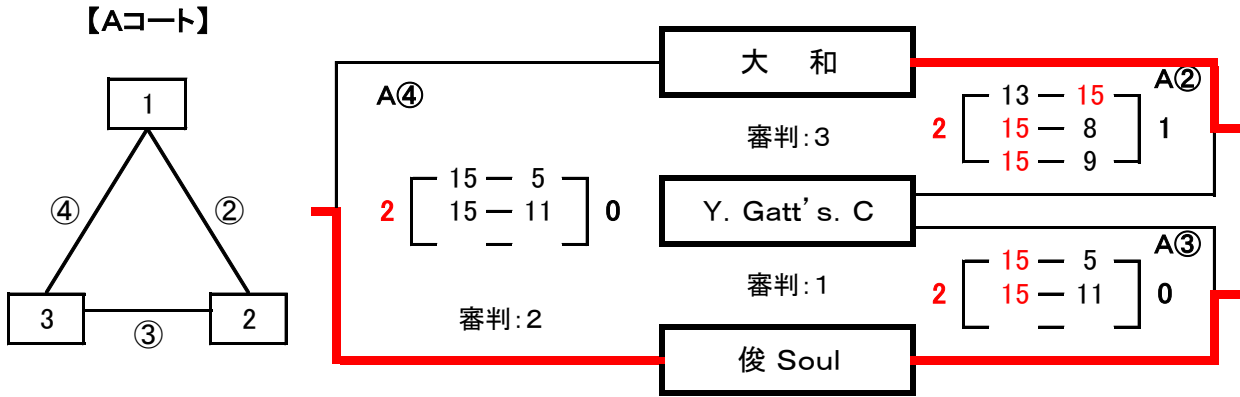 【Aコート】
1
④
②
3
③
2
A④
2
15 ― 5
15 ― 11
0
審判：2
大　和
審判：3
Y. Gatt's. C
審判：1
俊 Soul
A②
2
13 ― 15
15 ― 8
15 ― 9
1
A③
2
15 ― 5
15 ― 11
0